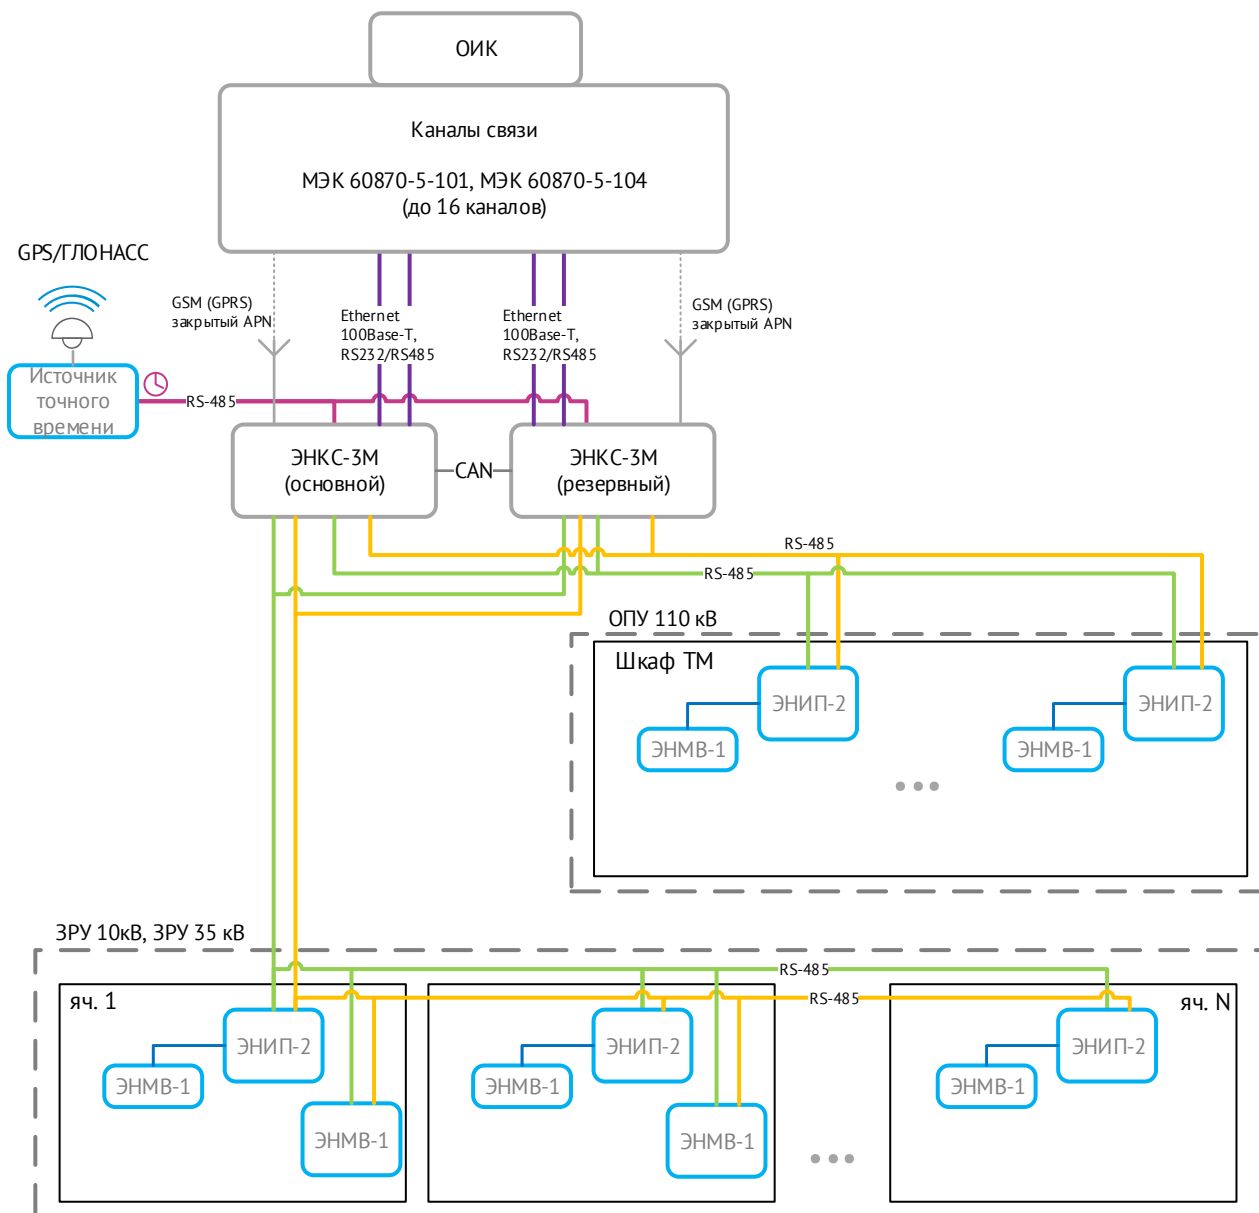 ОИК
Каналы связи
МЭК 60870-5-101, МЭК 60870-5-104
(до 16 каналов)
GPS/ГЛОНАСС
GSM (GPRS)
закрытый APN
Ethernet
100Base-T,
RS232/RS485
Ethernet
100Base-T,
RS232/RS485
GSM (GPRS)
закрытый APN
Источник
точного
времени
RS-485
ЭНКС-3М
(основной)
CAN
ЭНКС-3М
(резервный)
RS-485
RS-485
ОПУ 110 кВ
Шкаф ТМ
ЭНИП-2
ЭНМВ-1
ЭНИП-2
ЭНМВ-1
ЗРУ 10кВ, ЗРУ 35 кВ
RS-485
RS-485
яч. 1
ЭНИП-2
ЭНМВ-1
ЭНМВ-1
ЭНИП-2
ЭНМВ-1
ЭНМВ-1
яч. N
ЭНИП-2
ЭНМВ-1